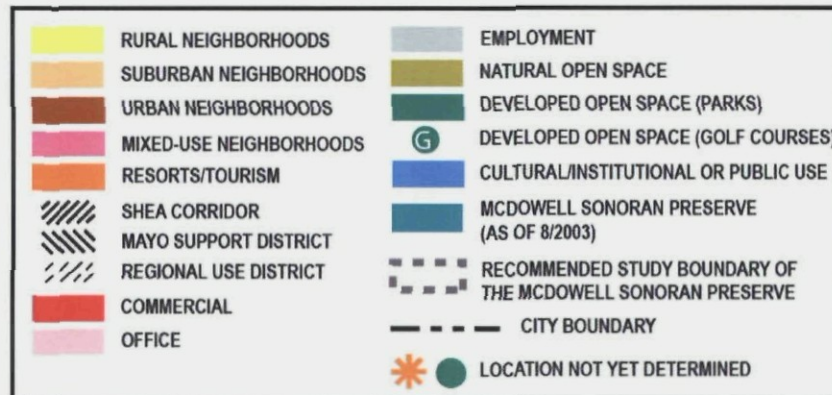 RURAL NEIGHBORHOODS
SUBURBAN NEIGHBORHOODS
URBAN NEIGHBORHOODS
MIXED-USE NEIGHBORHOODS
RESORTS/TOURISM
SHEA CORRIDOR
MAYO SUPPORT DISTRICT
REGIONAL USE DISTRICT
COMMERCIAL
OFFICE
EMPLOYMENT
NATURAL OPEN SPACE
DEVELOPED OPEN SPACE (PARKS)
G DEVELOPED OPEN SPACE (GOLF COURSES)
CULTURAL/INSTITUTIONAL OR PUBLIC USE
MCDOWELL SONORAN PRESERVE
(AS OF 8/2003)
RECOMMENDED STUDY BOUNDARY OF
THE MCDOWELL SONORAN PRESERVE
CITY BOUNDARY
LOCATION NOT YET DETERMINED